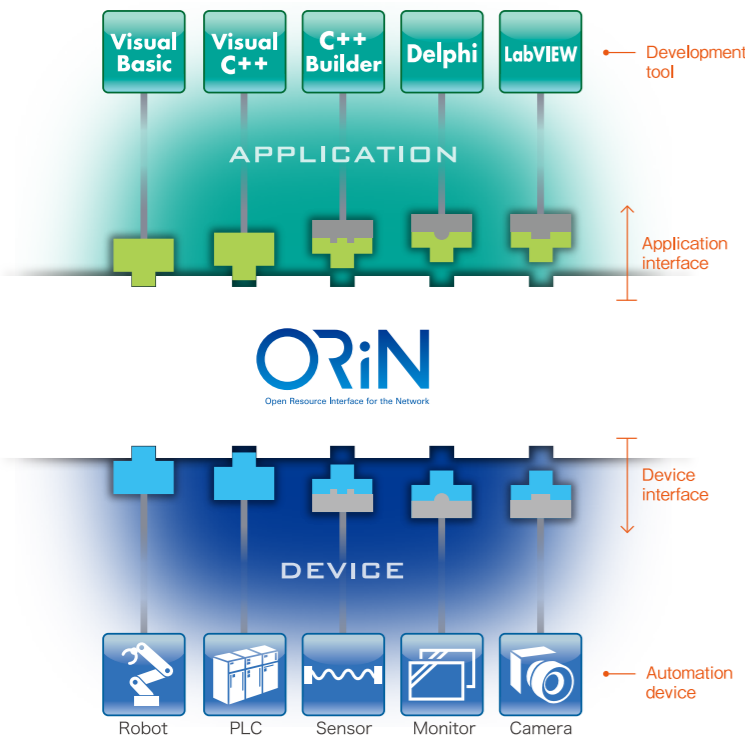 Visual
Basic
Visual
C++
C++
Builder
Delphi
LabVIEW
Development
tool
APPLICATION
Application
interface
ORiN
Open Resource Interface for the Network
Device
interface
DEVICE
Automation
device
Robot
PLC
Sensor
Monitor
Camera